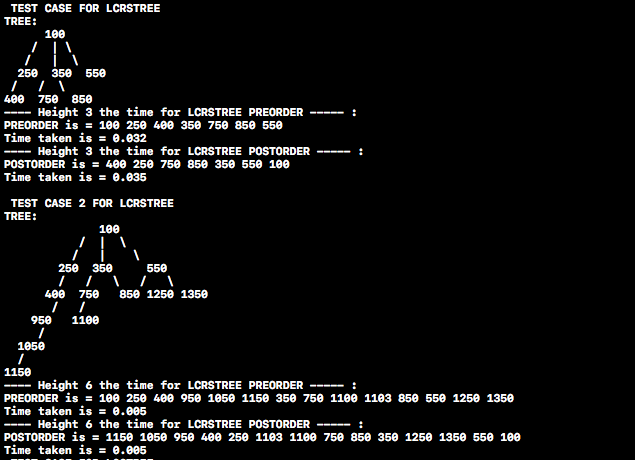 TEST CASE FOR LCRSTREE
TREE:
100
/ | \
/ | \
250 350 550
/ / \
400 750 850
---- Height 3 the time for LCRSTREE PREORDER ----- :
PREORDER is = 100 250 400 350 750 850 550
Time taken is = 0.032
---- Height 3 the time for LCRSTREE POSTORDER ----- :
POSTORDER is = 400 250 750 850 350 550 100
Time taken is = 0.035
TEST CASE 2 FOR LCRSTREE
TREE:
100
/ | \
/ | \
250 350 550
/ / \ / \
400 750 850 1250 1350
/ /
950 1100
/
1050
/
1150
---- Height 6 the time for LCRSTREE PREORDER ----- :
PREORDER is = 100 250 400 950 1050 1150 350 750 1100 1103 850 550 1250 1350
Time taken is = 0.005
---- Height 6 the time for LCRSTREE POSTORDER ----- :
POSTORDER is = 1150 1050 950 400 250 1103 1100 750 850 350 1250 1350 550 100
Time taken is = 0.005